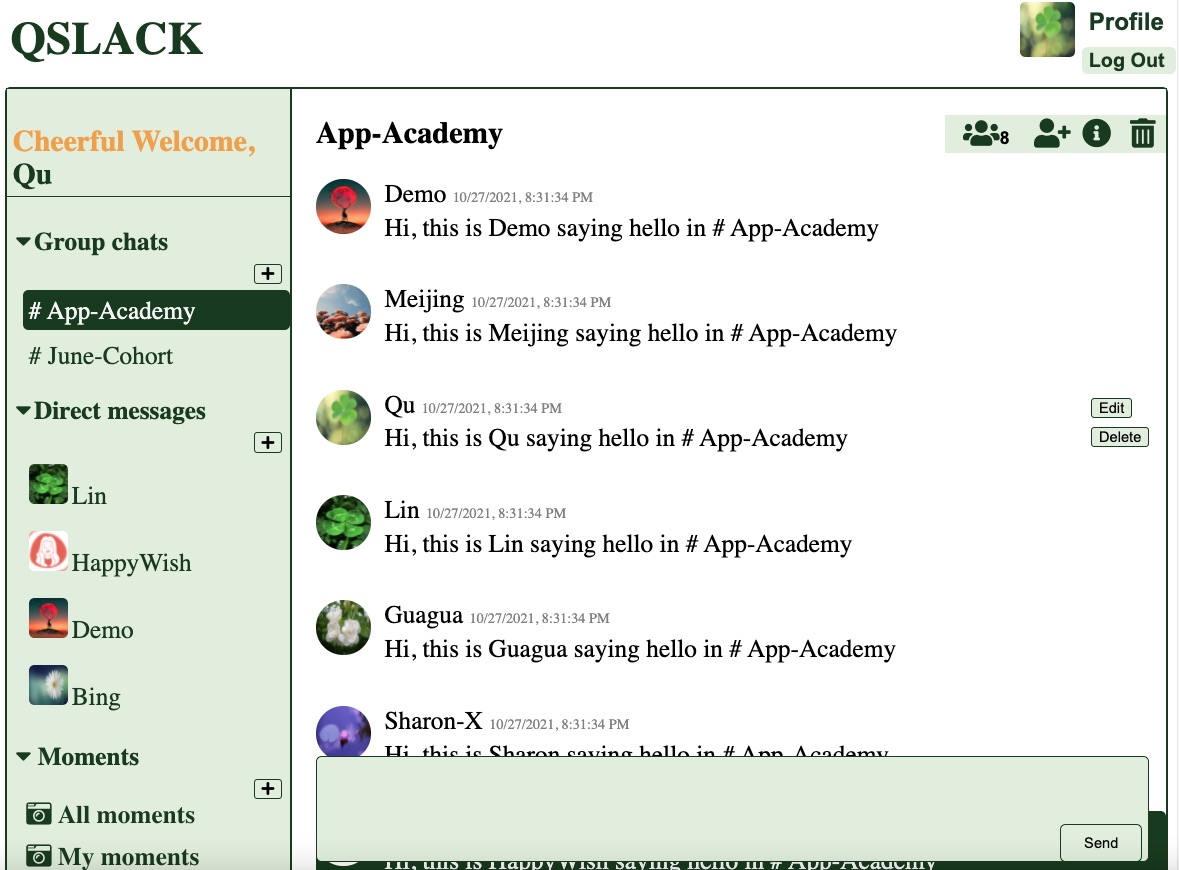 QSLACK
Profile
Log Out
Cheerful Welcome,
Qu
Group chats
+
# App-Academy
# June-Cohort
Direct messages
+
Lin
HappyWish
Demo
Bing
Moments
+
All moments
My moments
App-Academy
8
Demo 10/27/2021, 8:31:34 PM
Hi, this is Demo saying hello in # App-Academy
Meijing 10/27/2021, 8:31:34 PM
Hi, this is Meijing saying hello in # App-Academy
Qu 10/27/2021, 8:31:34 PM
Edit
Hi, this is Qu saying hello in # App-Academy
Delete
Lin 10/27/2021, 8:31:34 PM
Hi, this is Lin saying hello in # App-Academy
Guagua 10/27/2021, 8:31:34 PM
Hi, this is Guagua saying hello in # App-Academy
Sharon-X 10/27/2021, 8:31:34 PM
Hi, this is Sharon saying hello in # App-Academy
Send
Hi, this is HappyWish saying hello in # App-Academy